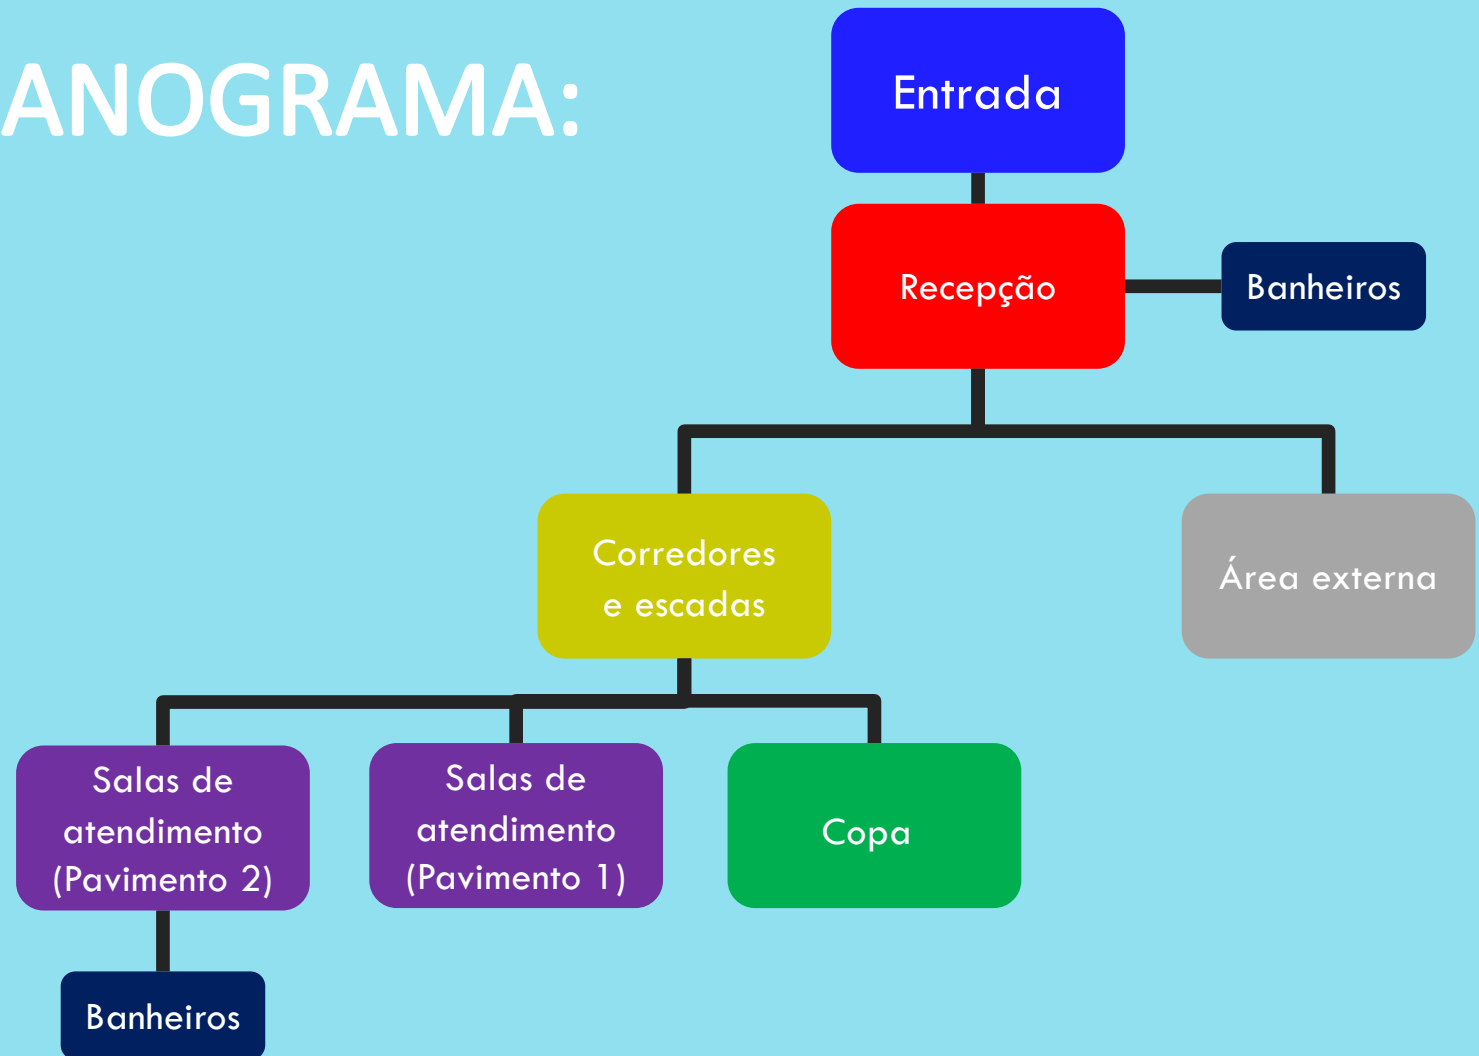 ANOGRAMA:
Entrada
Recepção
Banheiros
Corredores
e escadas
Área externa
Salas de
atendimento
(Pavimento 2)
Salas de
atendimento
(Pavimento 1)
Copa
Banheiros